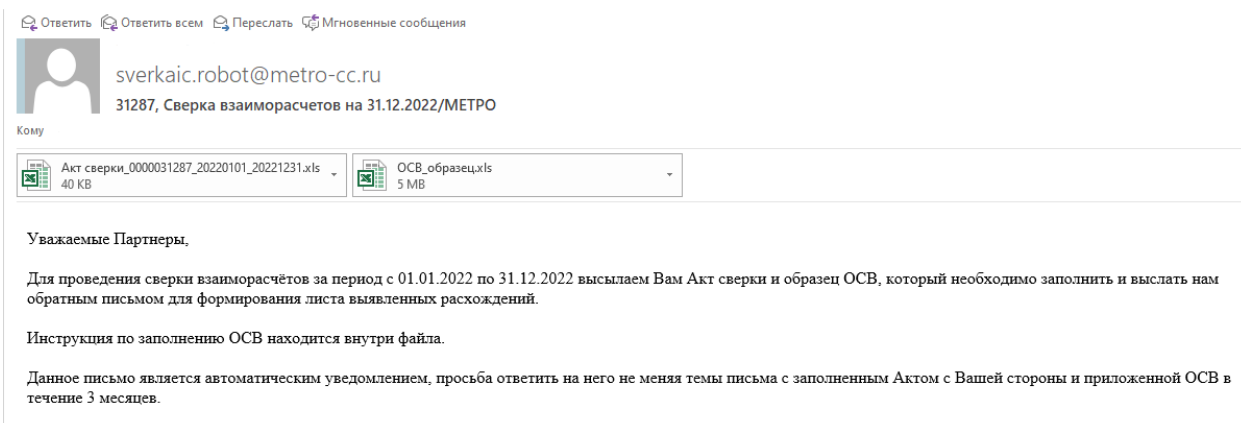 Ответить Ответить всем Переслать Мгновенные сообщения
sverkaic.robot@metro-cc.ru
31287, Сверка взаиморасчетов на 31.12.2022/МЕТРО
Кому
Акт сверки_0000031287_20220101_20221231.xls
40 KB
ОСВ_образец.xls
5 MB
Уважаемые Партнеры,
Для проведения сверки взаиморасчётов за период с 01.01.2022 по 31.12.2022 высылаем Вам Акт сверки и образец ОСВ, который необходимо заполнить и выслать нам
обратным письмом для формирования листа выявленных расхождений.
Инструкция по заполнению ОСВ находится внутри файла.
Данное письмо является автоматическим уведомлением, просьба ответить на него не меняя темы письма с заполненным Актом с Вашей стороны и приложенной ОСВ в
течение 3 месяцев.